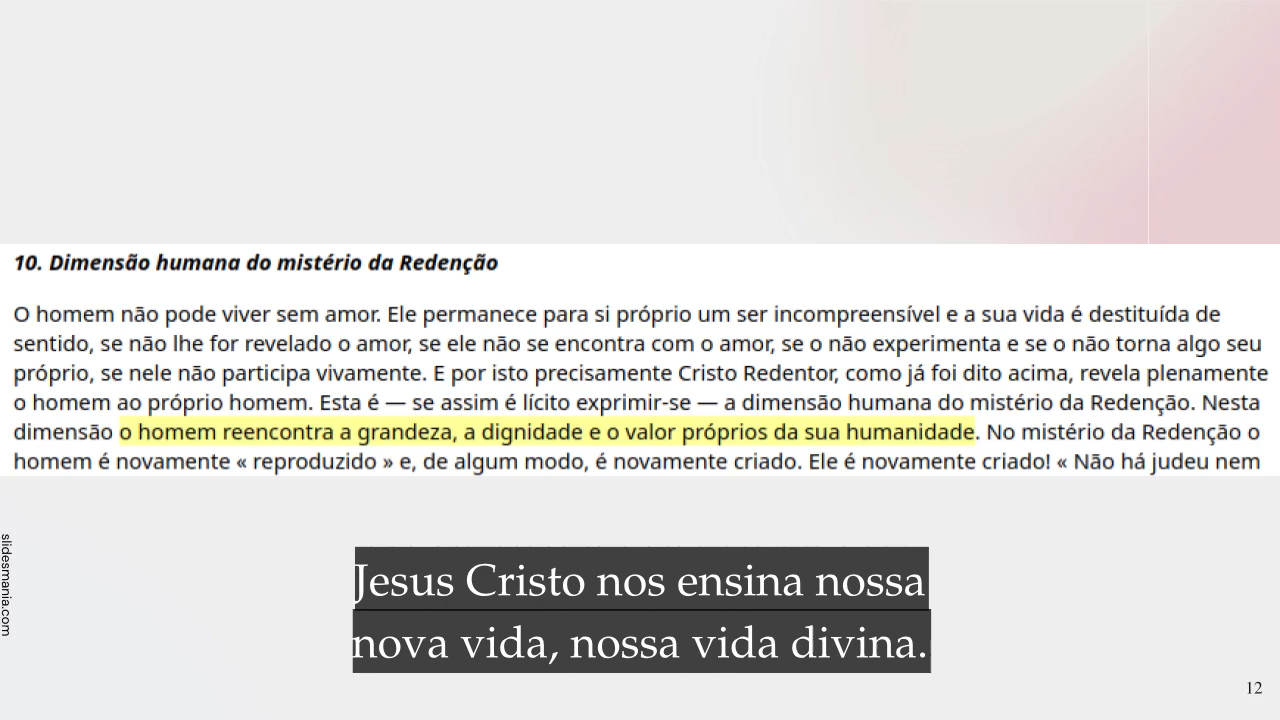 10. Dimensão humana do mistério da Redenção
O homem não pode viver sem amor. Ele permanece para si próprio um ser incompreensível e a sua vida é destituída de
sentido, se não lhe for revelado o amor, se ele não se encontra com o amor, se o não experimenta e se o não torna algo seu
próprio, se nele não participa vivamente. E por isto precisamente Cristo Redentor, como já foi dito acima, revela plenamente
o homem ao próprio homem. Esta é — se assim é lícito exprimir-se — a dimensão humana do mistério da Redenção. Nesta
dimensão o homem reencontra a grandeza, a dignidade e o valor próprios da sua humanidade. No mistério da Redenção o
homem é novamente « reproduzido » e, de algum modo, é novamente criado. Ele é novamente criado! « Não há judeu nem
slidesmania.com
Jesus Cristo nos ensina nossa
nova vida, nossa vida divina.
12